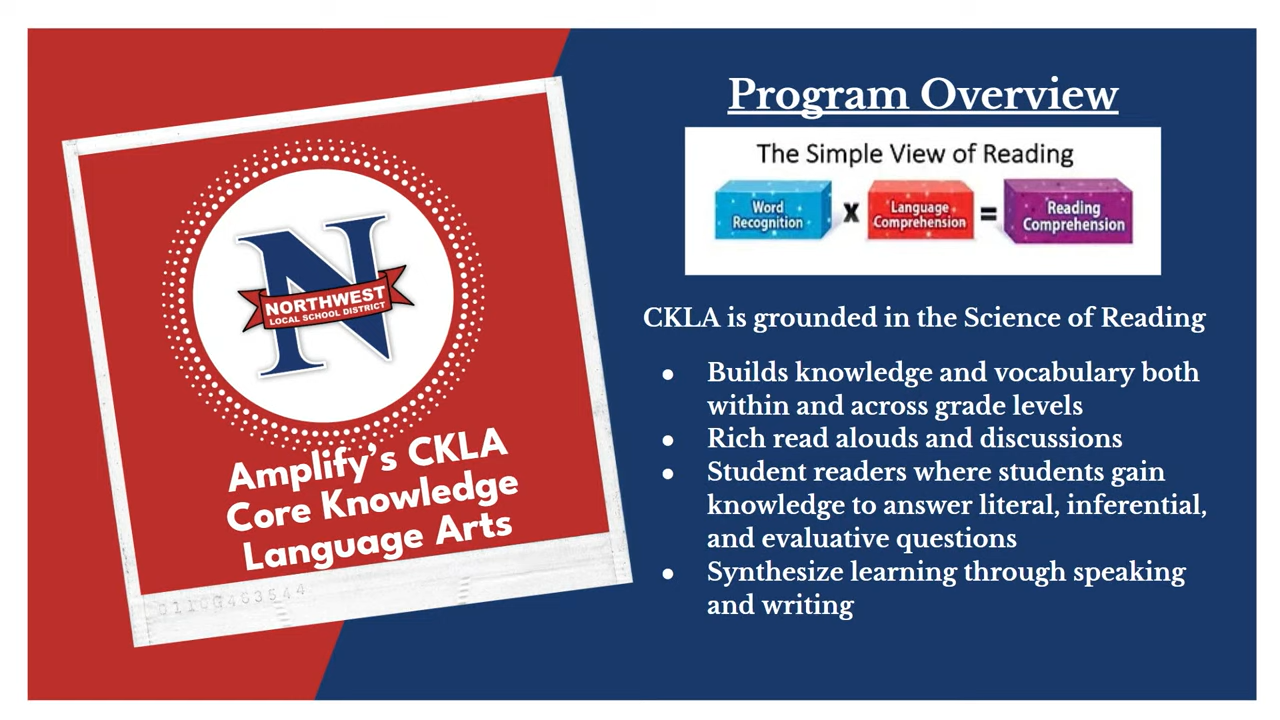 Program Overview
The Simple View of Reading
Word
Recognition
x
Language
Comprehension
=
Reading
Comprehension
NORTHWEST
LOCAL SCHOOL DISTRICT
N
Amplify's CKLA
Core Knowledge
Language Arts
CKLA is grounded in the Science of Reading
● Builds knowledge and vocabulary both
within and across grade levels
● Rich read alouds and discussions
● Student readers where students gain
knowledge to answer literal, inferential,
and evaluative questions
● Synthesize learning through speaking
and writing